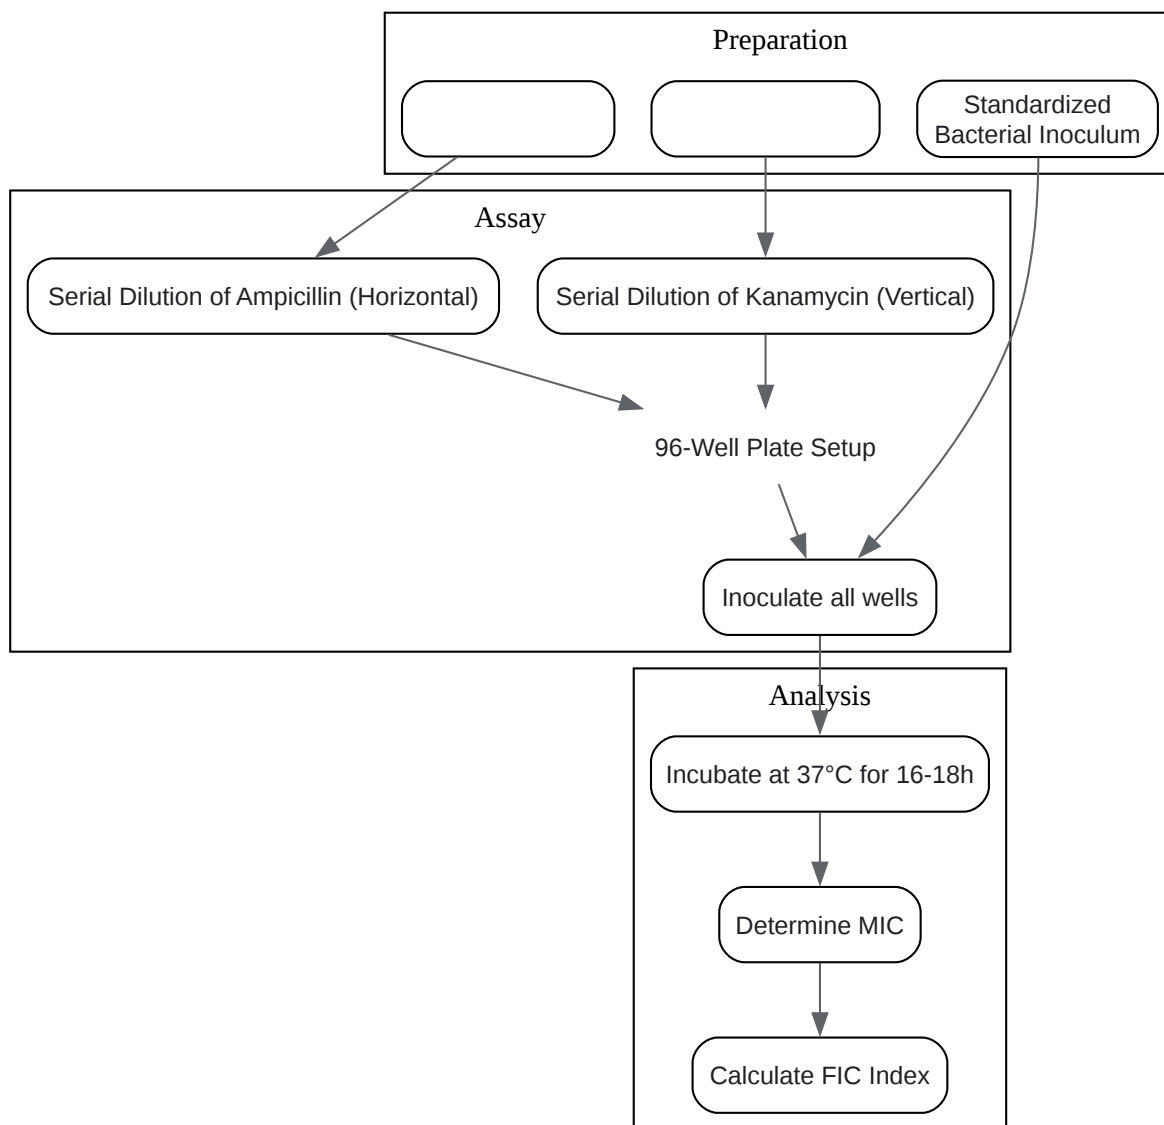 Preparation
Standardized
Bacterial Inoculum
Assay
Serial Dilution of Ampicillin (Horizontal)
Serial Dilution of Kanamycin (Vertical)
96-Well Plate Setup
Inoculate all wells
Analysis
Incubate at 37°C for 16-18h
Determine MIC
Calculate FIC Index